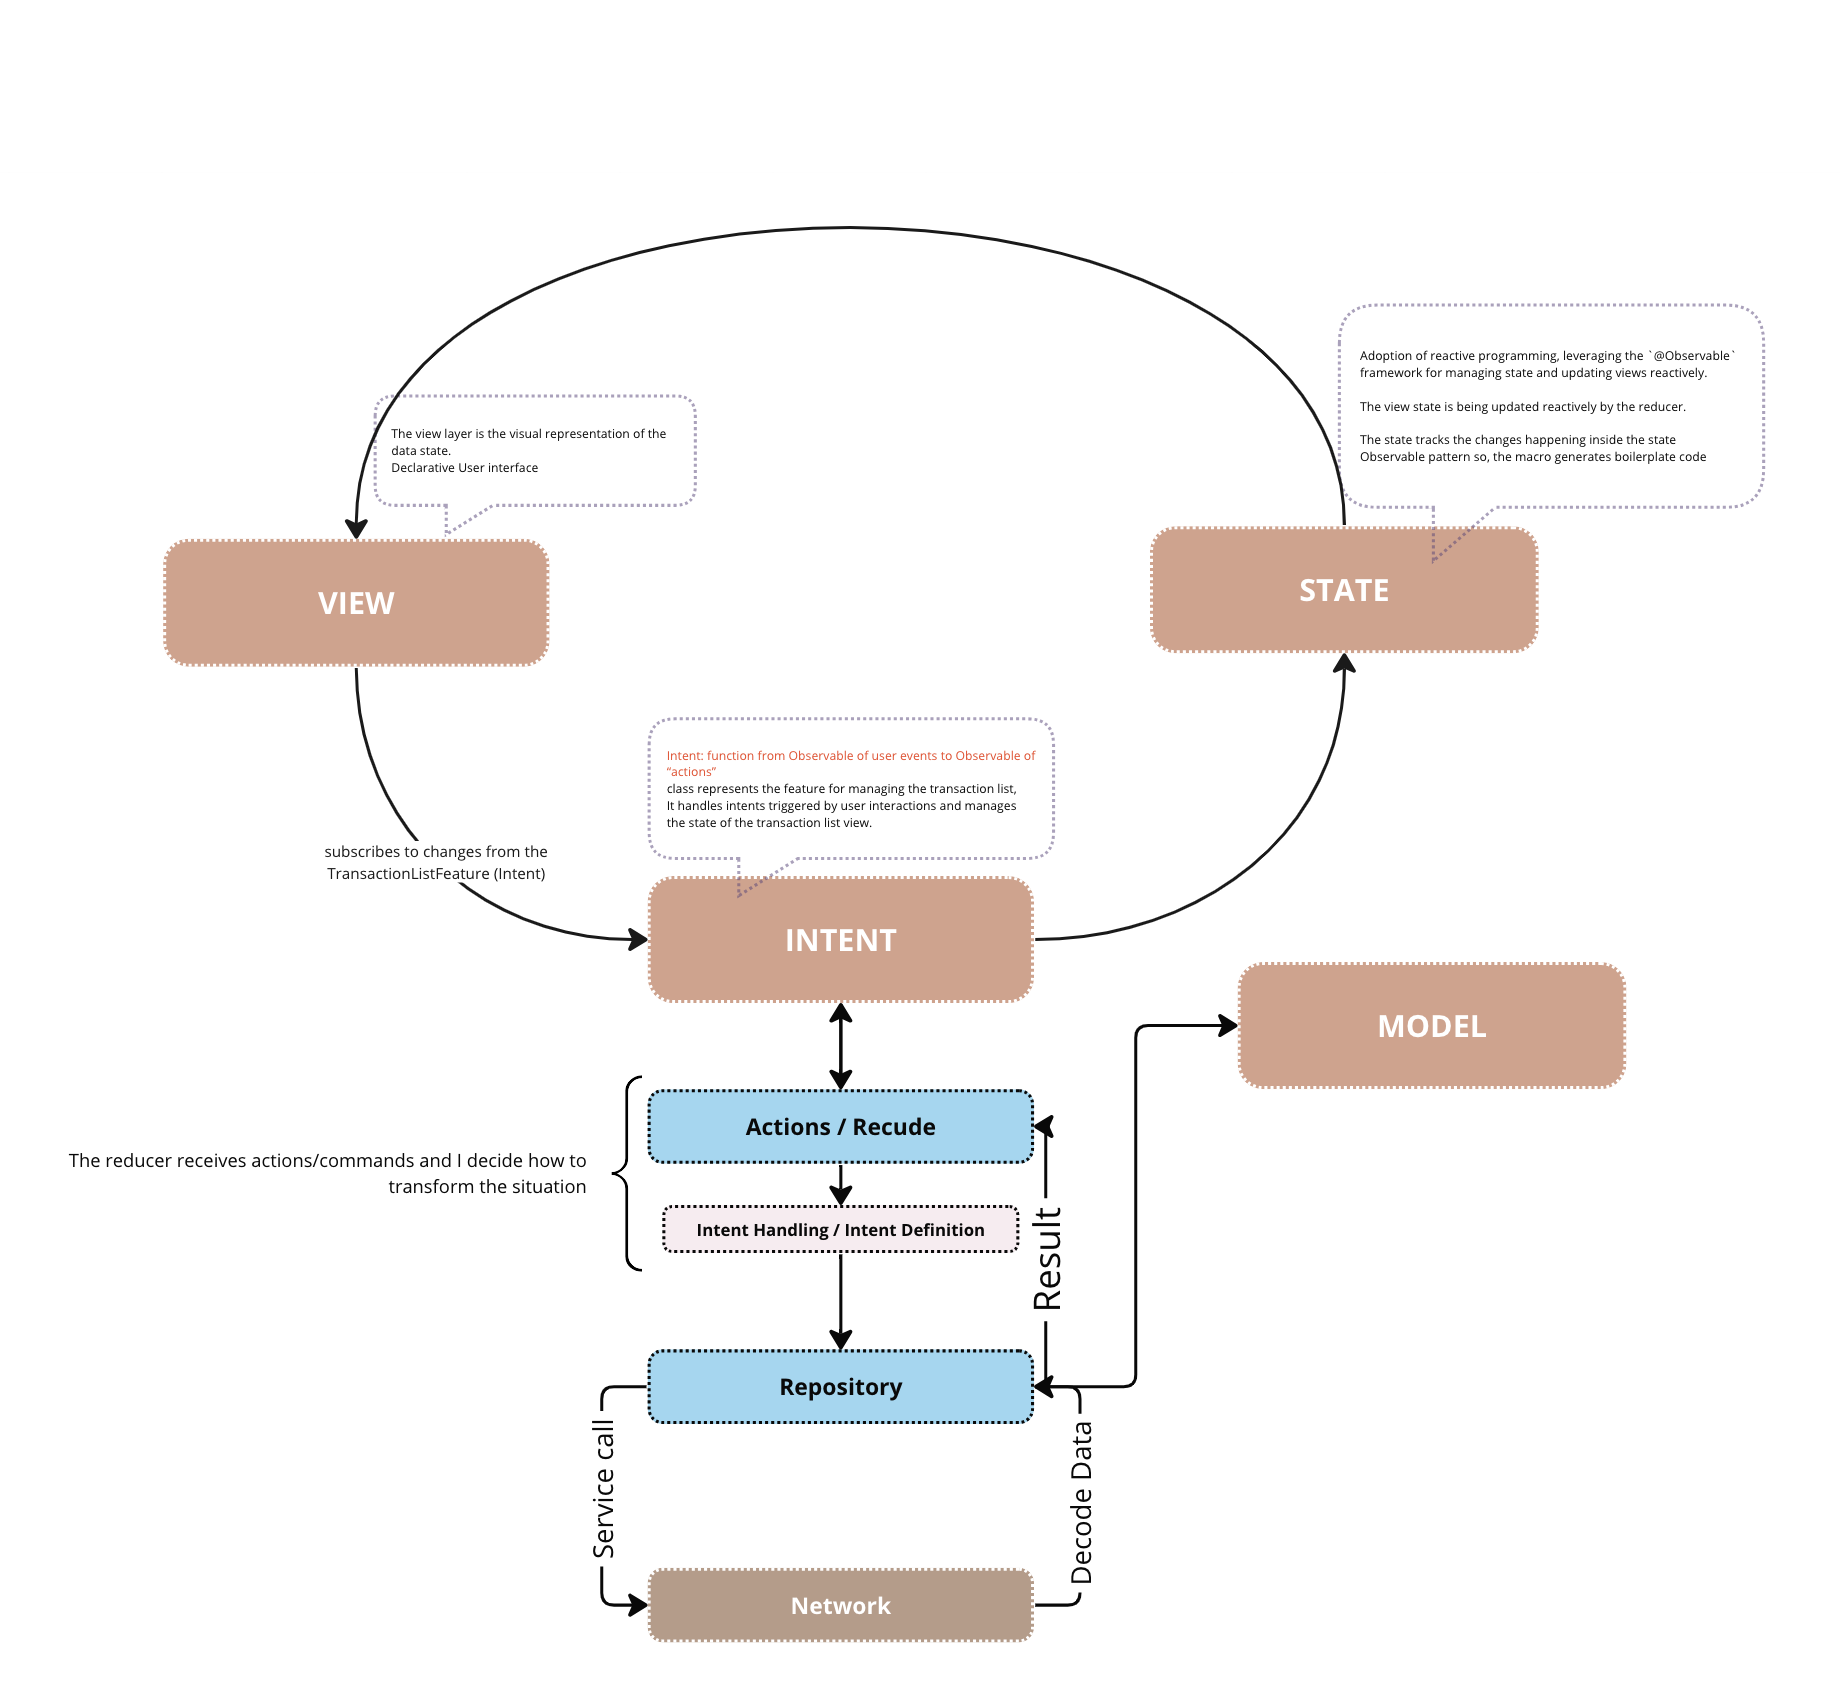 Adoption of reactive programming, leveraging the `@Observable`
framework for managing state and updating views reactively.
The view state is being updated reactively by the reducer.
The state tracks the changes happening inside the state
Observable pattern so, the macro generates boilerplate code
The view layer is the visual representation of the
data state.
Declarative User interface
VIEW
STATE
Intent: function from Observable of user events to Observable of
“actions”
class represents the feature for managing the transaction list,
It handles intents triggered by user interactions and manages
the state of the transaction list view.
subscribes to changes from the
TransactionListFeature (Intent)
INTENT
MODEL
Actions / Recude
The reducer receives actions/commands and I decide how to
transform the situation
Intent Handling / Intent Definition
Result
Repository
Service call
Decode Data
Network